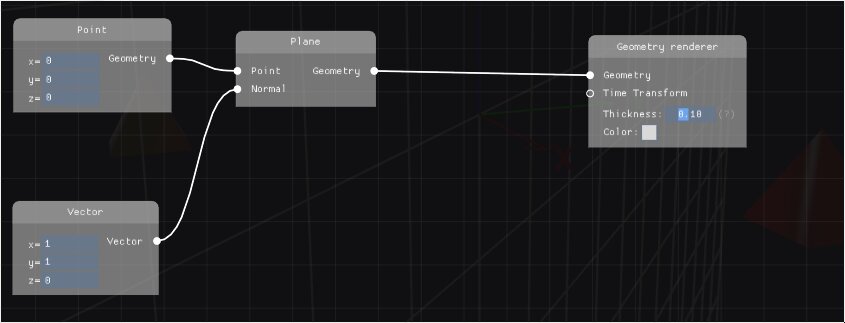 Point
Geometry
x= 0
y= 0
z= 0
Plane
Point Geometry
Normal
Geometry renderer
Geometry
Time Transform
Thickness: 0.10 (?)
Color:
Vector
Vector
x= 1
y= 1
z= 0
X